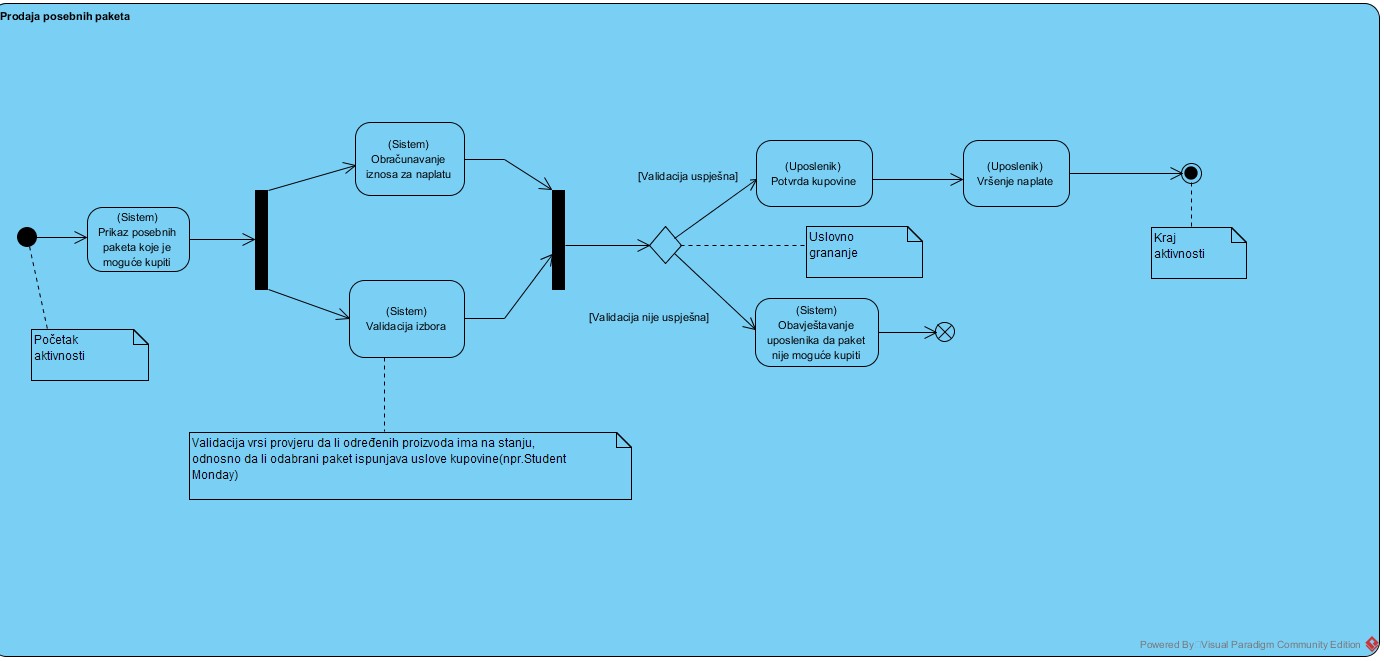 Prodaja posebnih paketa
(Sistem)
Prikaz posebnih
paketa koje je
moguće kupiti
Početak
aktivnosti
(Sistem)
Obračunavanje
iznosa za naplatu
(Sistem)
Validacija izbora
Validacija vrsi provjeru da li određenih proizvoda ima na stanju,
odnosno da li odabrani paket ispunjava uslove kupovine(npr.Student
Monday)
[Validacija uspješna]
[Validacija nije uspješna]
(Uposlenik)
Potvrda kupovine
Uslovno
grananje
(Sistem)
Obavještavanje
uposlenika da paket
nije moguće kupiti
(Uposlenik)
Vršenje naplate
Kraj
aktivnosti
Powered By Visual Paradigm Community Edition